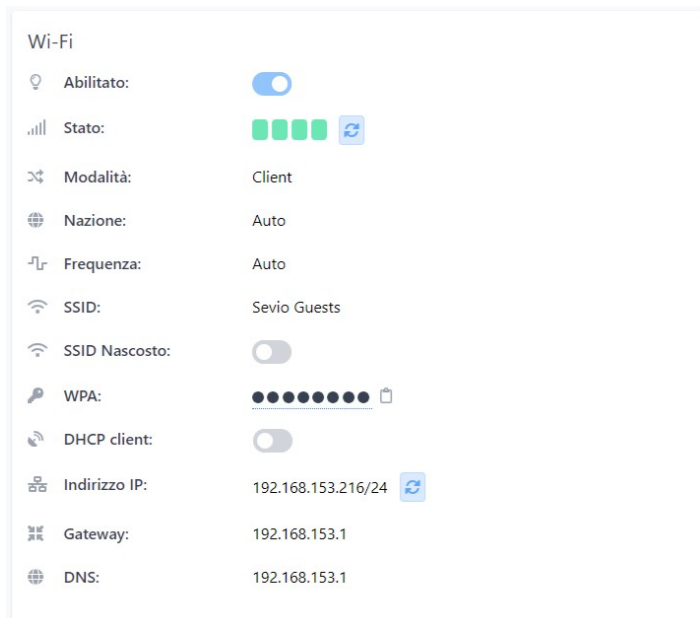 Wi-Fi
Abilitato:
Stato:
Modalità: Client
Nazione: Auto
Frequenza: Auto
SSID: Sevio Guests
SSID Nascosto:
WPA: ●●●●●●●●
DHCP client:
Indirizzo IP: 192.168.153.216/24
Gateway: 192.168.153.1
DNS: 192.168.153.1